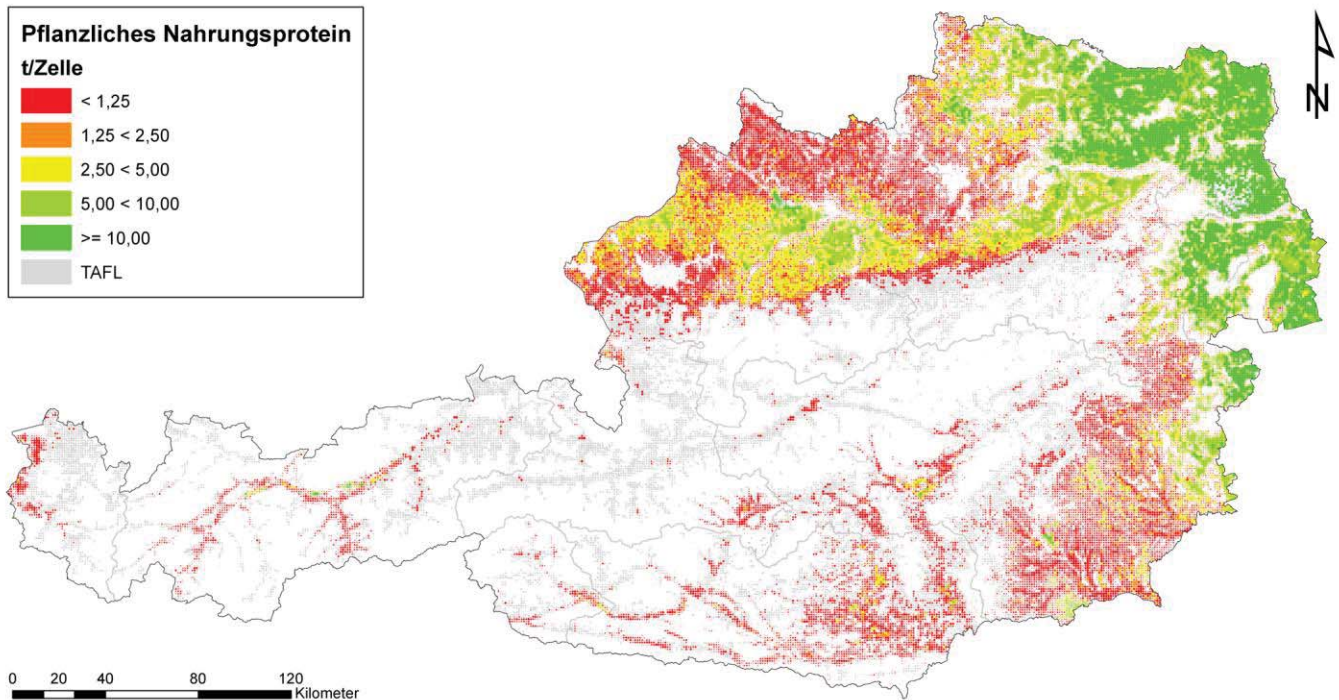 Pflanzliches Nahrungsprotein
t/Zelle
< 1,25
1,25 < 2,50
2,50 < 5,00
5,00 < 10,00
>= 10,00
TAFL
N
0 20 40 80 120
Kilometer